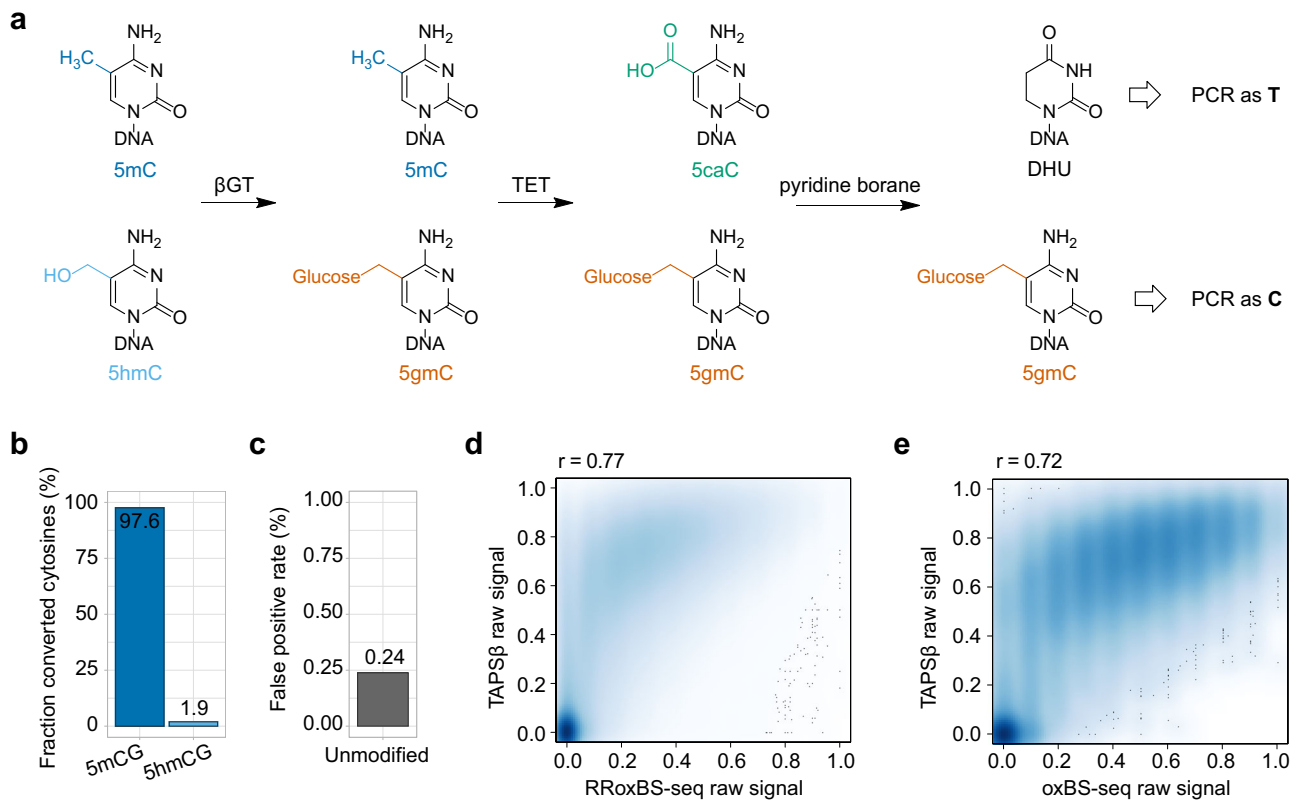 a
H₃C NH₂ N N O DNA 5mC
βGT
H₃C NH₂ N N O DNA 5mC
TET
O HO NH₂ N N O DNA 5caC
pyridine borane
O NH N O DNA DHU
PCR as T
HO NH₂ N N O DNA 5hmC
Glucose NH₂ N N O DNA 5gmC
Glucose NH₂ N N O DNA 5gmC
Glucose NH₂ N N O DNA 5gmC
PCR as C
b
Fraction converted cytosines (%)
100
75
50
25
0
97.6
1.9
5mCG
5hmCG
c
False positive rate (%)
1.00
0.75
0.50
0.25
0.00
0.24
Unmodified
d
r = 0.77
TAPSβ raw signal
1.0
0.8
0.6
0.4
0.2
0.0
0.0 0.2 0.4 0.6 0.8 1.0
RRoxBS-seq raw signal
e
r = 0.72
TAPSβ raw signal
1.0
0.8
0.6
0.4
0.2
0.0
0.0 0.2 0.4 0.6 0.8 1.0
oxBS-seq raw signal